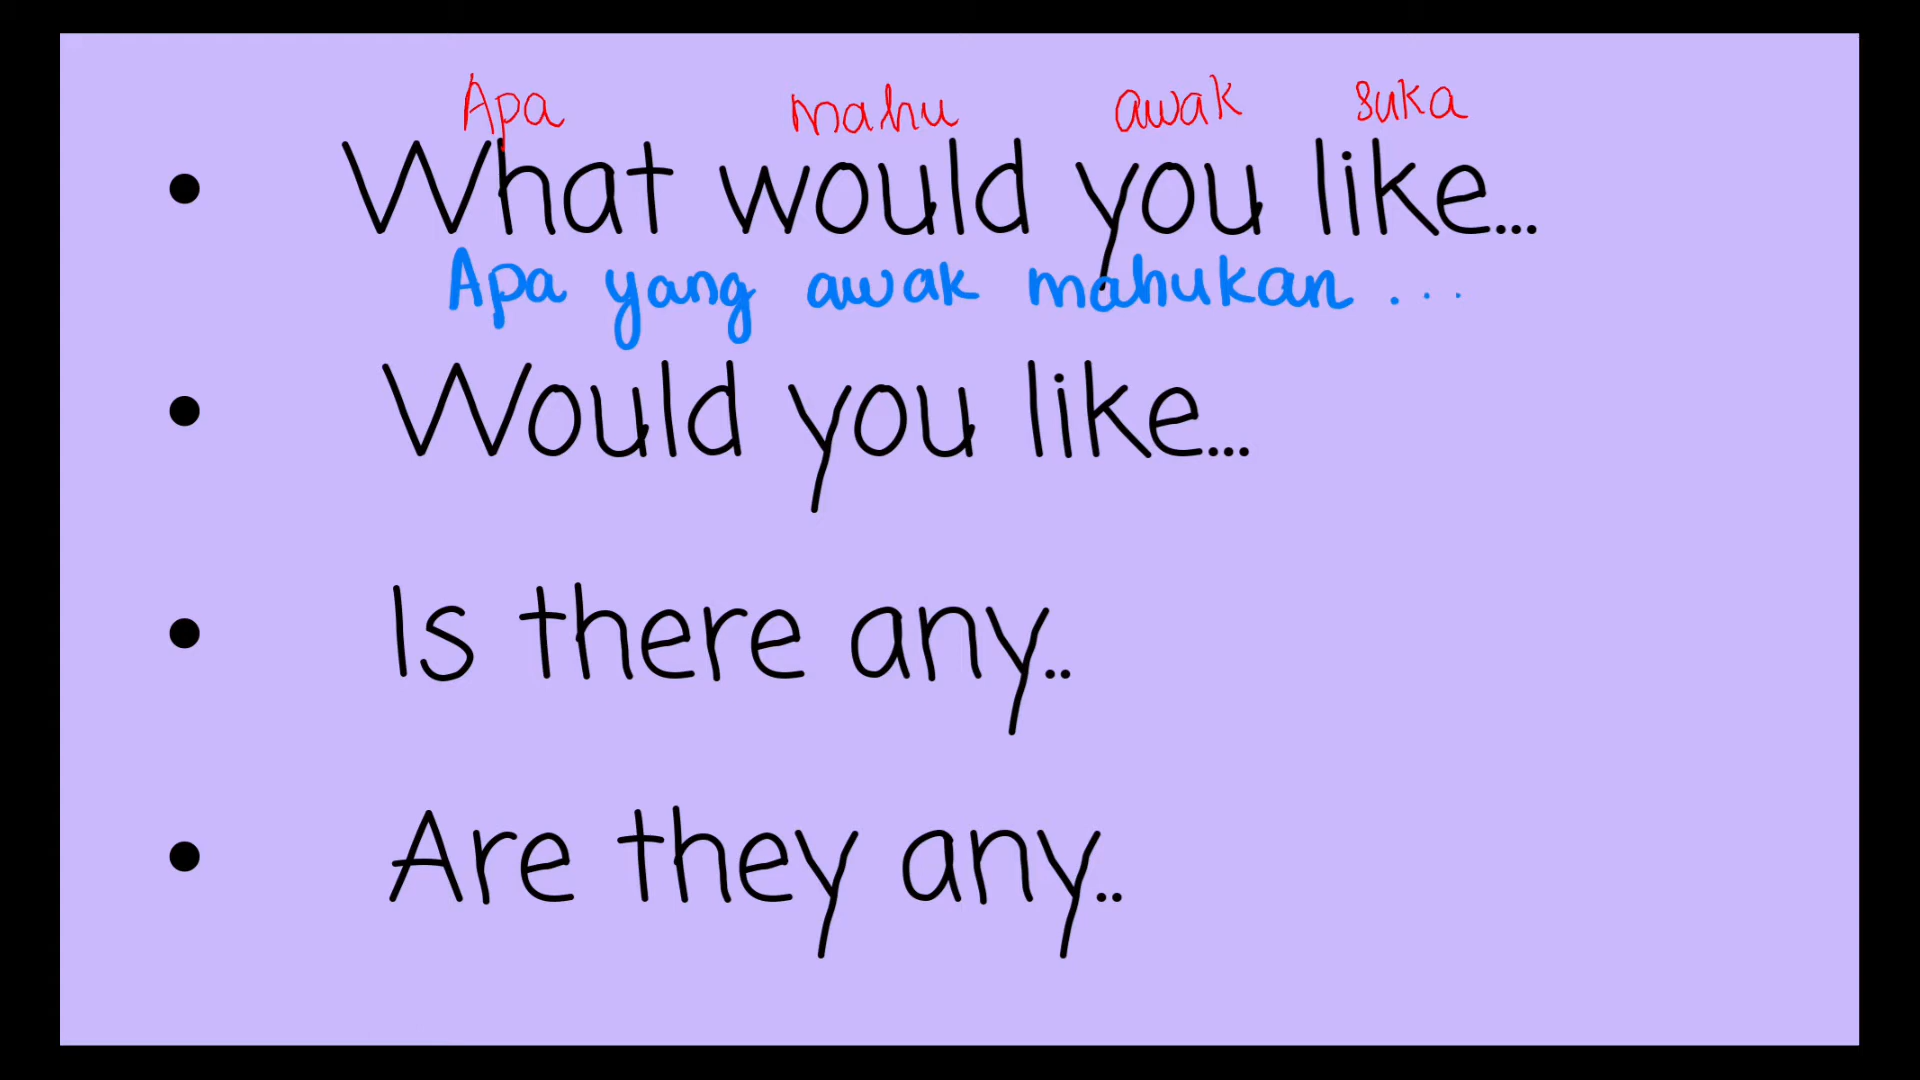 Apa mahu awak suka
• What would you like...
Apa yang awak mahukan ...
• Would you like...
• Is there any..
• Are they any..